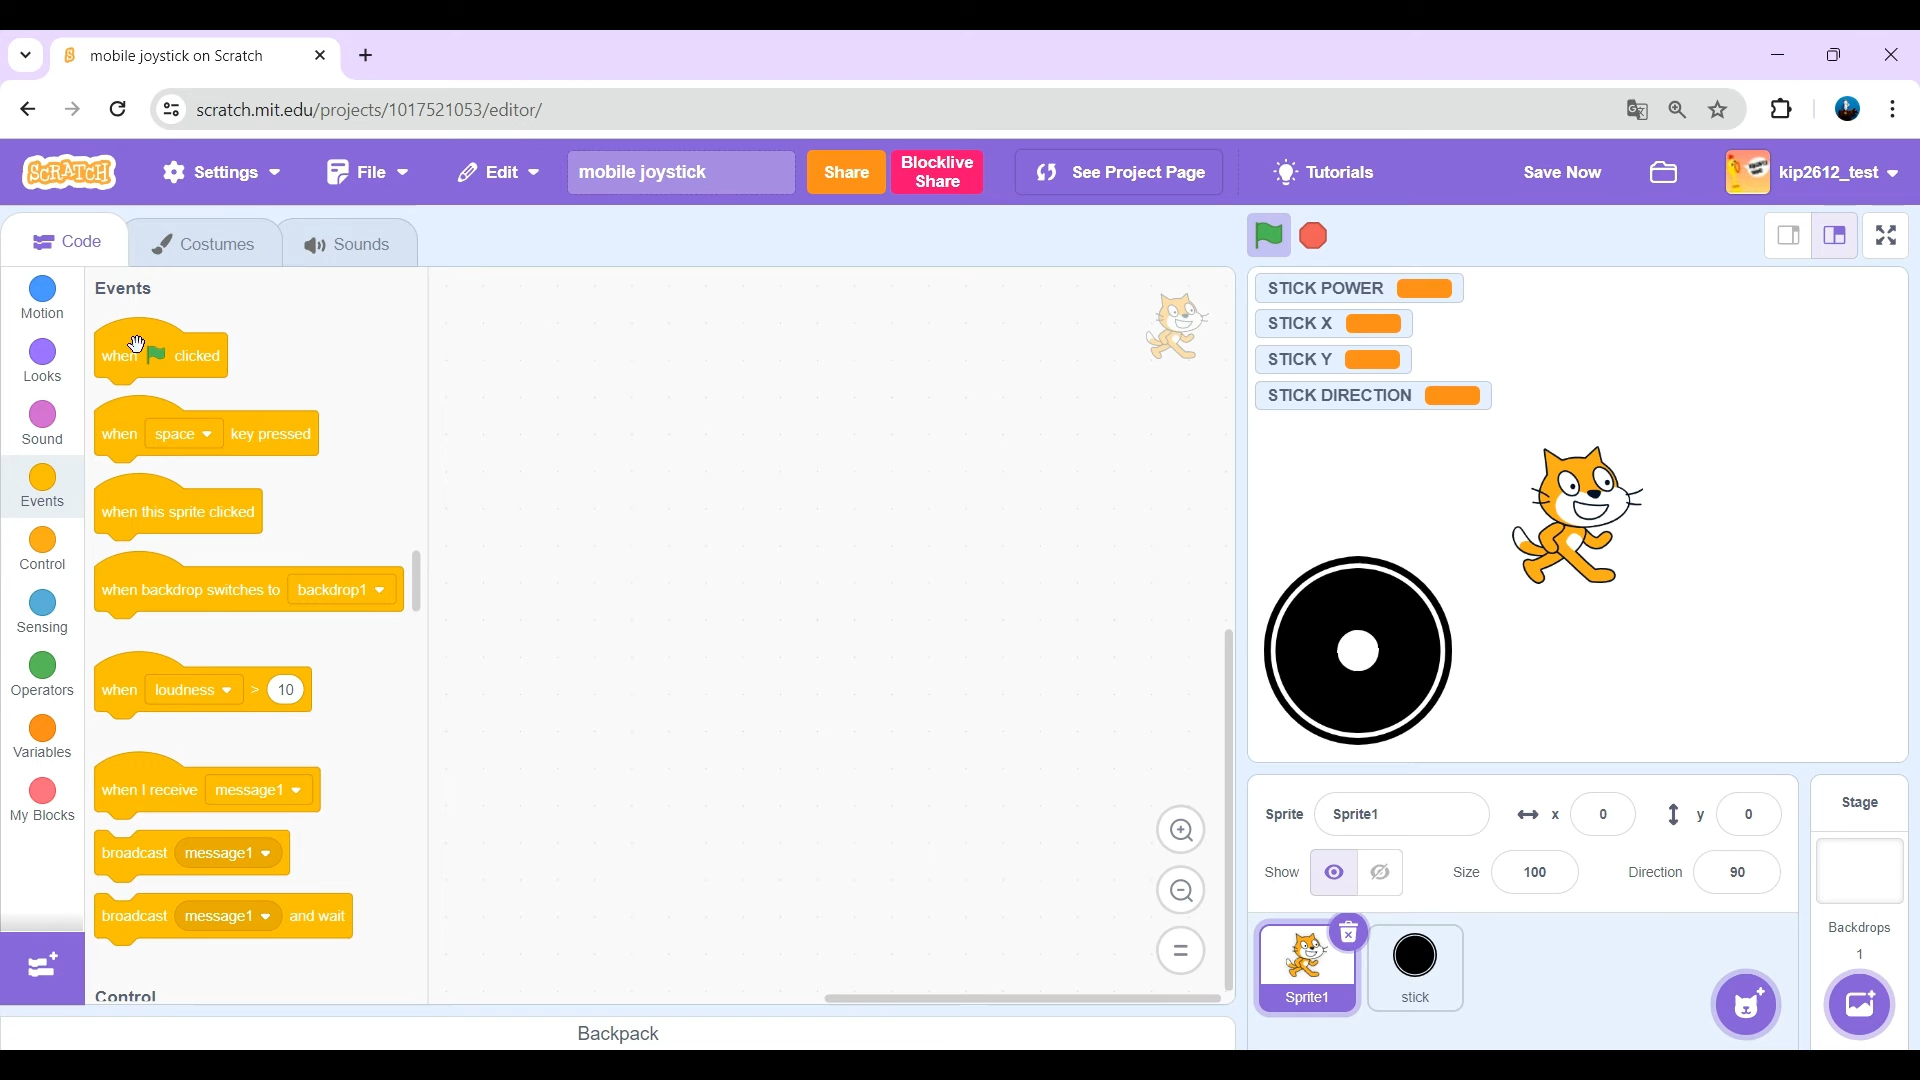 mobile joystick on Scratch
scratch.mit.edu/projects/1017521053/editor/
SCRATCH
Settings
File
Edit
mobile joystick
Share
Blocklive
Share
See Project Page
Tutorials
Save Now
kip2612_test
Code
Costumes
Sounds
Motion
Looks
Sound
Events
Control
Sensing
Operators
Variables
My Blocks
Events
when clicked
when space key pressed
when this sprite clicked
when backdrop switches to backdrop1
when loudness > 10
when I receive message1
broadcast message1
broadcast message1 and wait
Control
Backpack
STICK POWER
STICK X
STICK Y
STICK DIRECTION
Sprite Sprite1 x 0 y 0
Show Size 100 Direction 90
Sprite1
stick
Stage
Backdrops
1